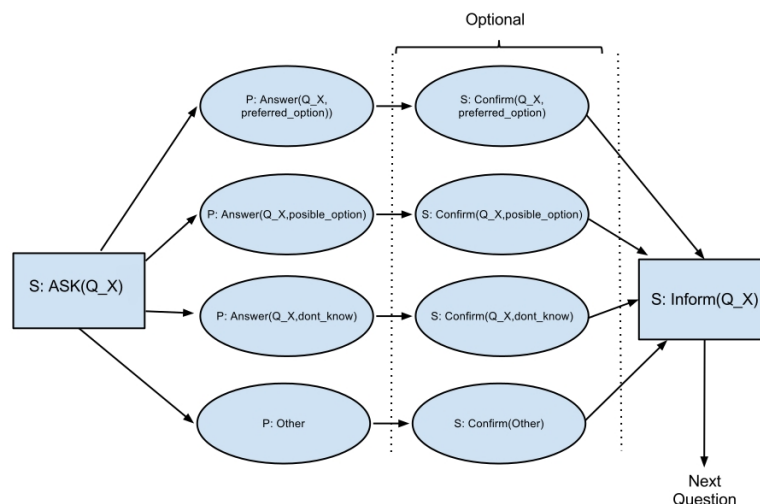 Optional
P: Answer(Q_X,
preferred_option))
S: Confirm(Q_X,
preferred_option)
P: Answer(Q_X,posible_option)
S: Confirm(Q_X,posible_option)
S: ASK(Q_X)
S: Inform(Q_X)
P: Answer(Q_X,dont_know)
S: Confirm(Q_X,dont_know)
P: Other
S: Confirm(Other)
Next
Question